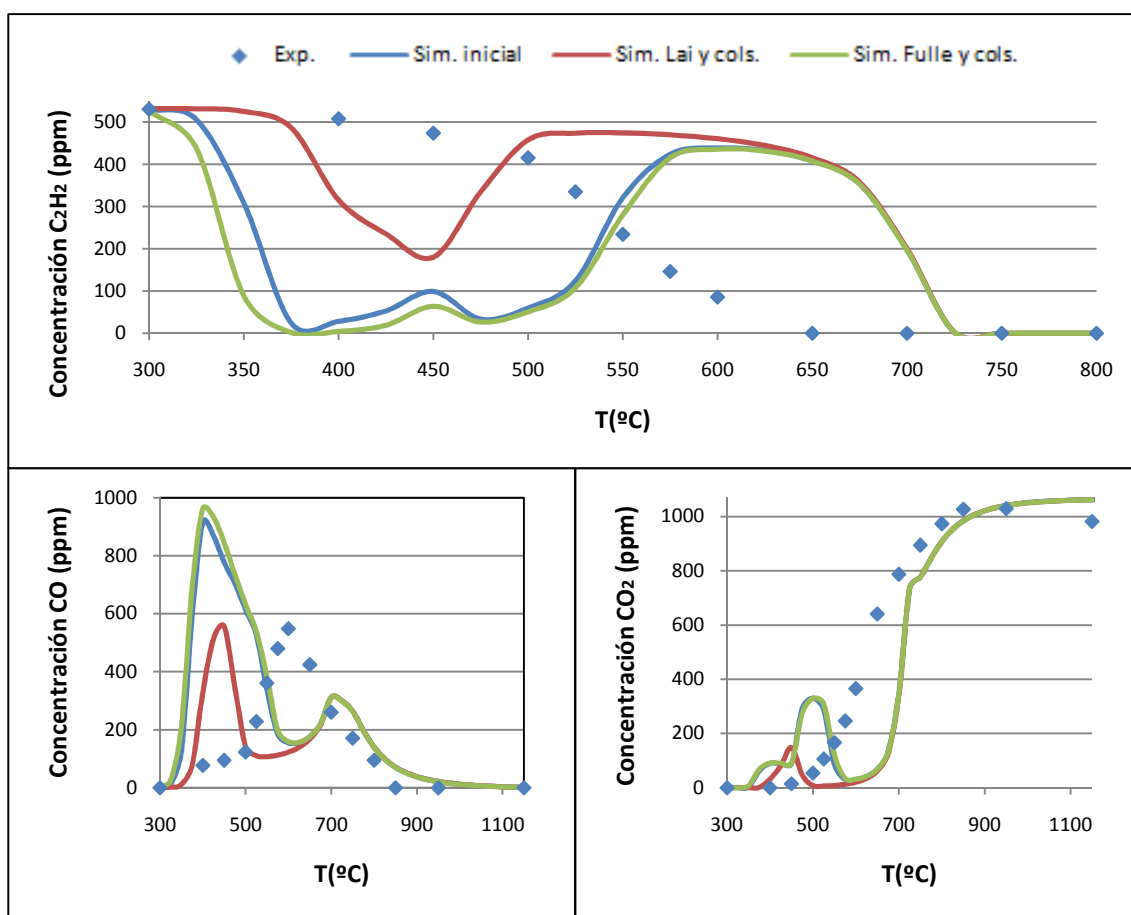 Exp. Sim. inicial Sim. Lai y cols. Sim. Fulle y cols.
Concentración C2H2 (ppm)
500
400
300
200
100
0
300 350 400 450 500 550 600 650 700 750 800
T(ºC)
Concentración CO (ppm)
1000
800
600
400
200
0
300 500 700 900 1100
T(ºC)
Concentración CO2 (ppm)
1000
800
600
400
200
0
300 500 700 900 1100
T(ºC)